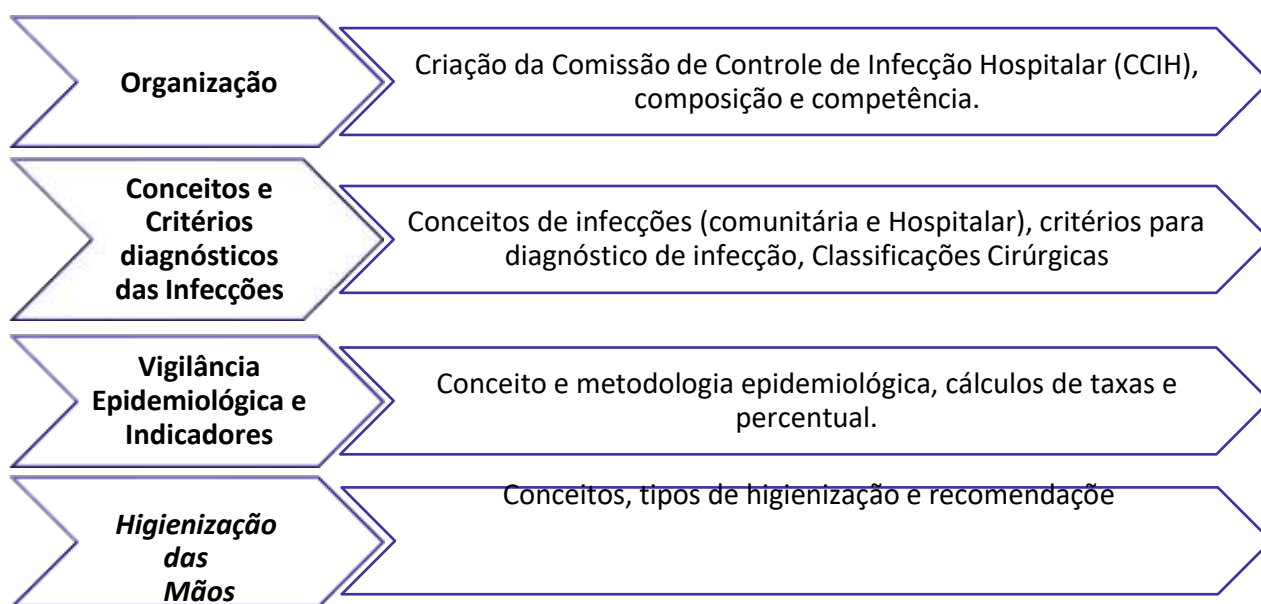 Organização
Criação da Comissão de Controle de Infecção Hospitalar (CCIH),
composição e competência.
Conceitos e
Critérios
diagnósticos
das Infecções
Conceitos de infecções (comunitária e Hospitalar), critérios para
diagnóstico de infecção, Classificações Cirúrgicas
Vigilância
Epidemiológica e
Indicadores
Conceito e metodologia epidemiológica, cálculos de taxas e
percentual.
Higienização
das
Mãos
Conceitos, tipos de higienização e recomendaçõe